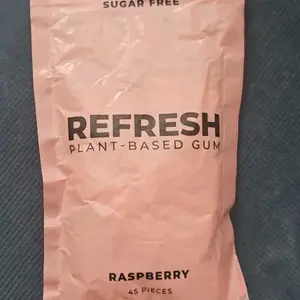 SUGAR FREE
REFRESH
PLANT-BASED GUM
RASPBERRY
45 PIECES